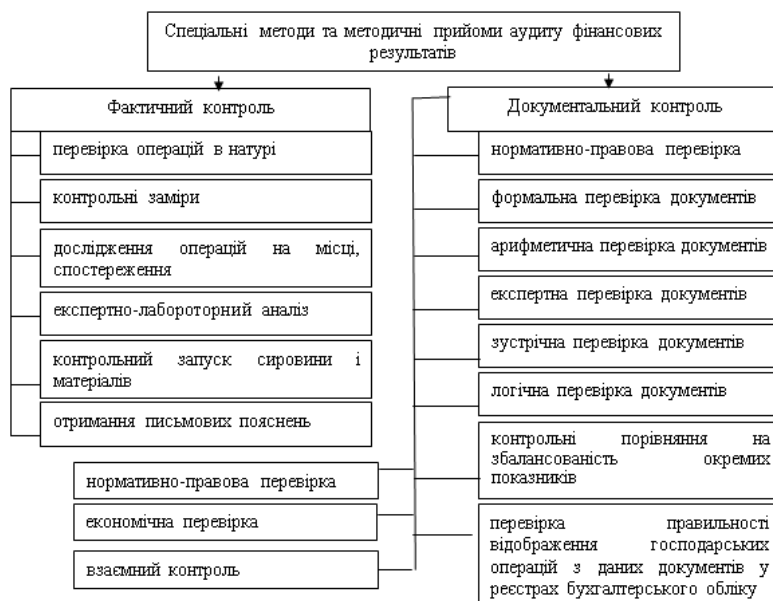 Спеціальні методи та методичні прийоми аудиту фінансових
результатів
Фактичний контроль
перевірка операцій в натурі
контрольні заміри
дослідження операцій на місці,
спостереження
експертно-лабороторний аналіз
контрольний запуск сировини і
матеріалів
отримання письмових пояснень
Документальний контроль
нормативно-правова перевірка
формальна перевірка документів
арифметична перевірка документів
експертна перевірка документів
зустрічна перевірка документів
логічна перевірка документів
контрольні порівняння на
збалансованість окремих
показників
перевірка правильності
відображення господарських
операцій з даних документів у
реєстрах бухгалтерського обліку
нормативно-правова перевірка
економічна перевірка
взаємний контроль